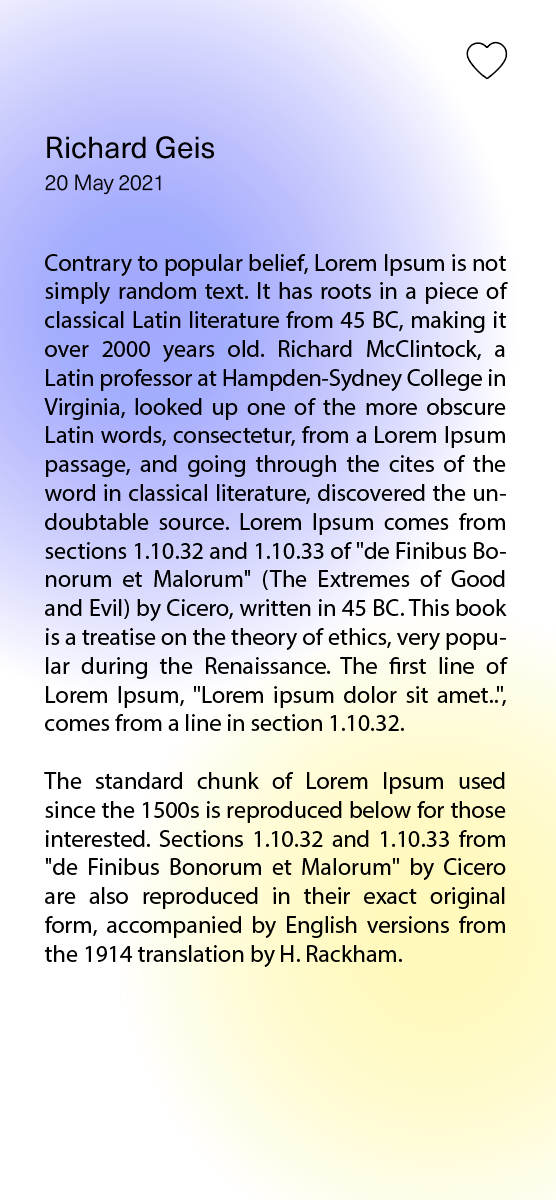 Richard Geis
20 May 2021
Contrary to popular belief, Lorem Ipsum is not
simply random text. It has roots in a piece of
classical Latin literature from 45 BC, making it
over 2000 years old. Richard McClintock, a
Latin professor at Hampden-Sydney College in
Virginia, looked up one of the more obscure
Latin words, consectetur, from a Lorem Ipsum
passage, and going through the cites of the
word in classical literature, discovered the un-
doubtable source. Lorem Ipsum comes from
sections 1.10.32 and 1.10.33 of "de Finibus Bo-
norum et Malorum" (The Extremes of Good
and Evil) by Cicero, written in 45 BC. This book
is a treatise on the theory of ethics, very popu-
lar during the Renaissance. The first line of
Lorem Ipsum, "Lorem ipsum dolor sit amet..",
comes from a line in section 1.10.32.
The standard chunk of Lorem Ipsum used
since the 1500s is reproduced below for those
interested. Sections 1.10.32 and 1.10.33 from
"de Finibus Bonorum et Malorum" by Cicero
are also reproduced in their exact original
form, accompanied by English versions from
the 1914 translation by H. Rackham.